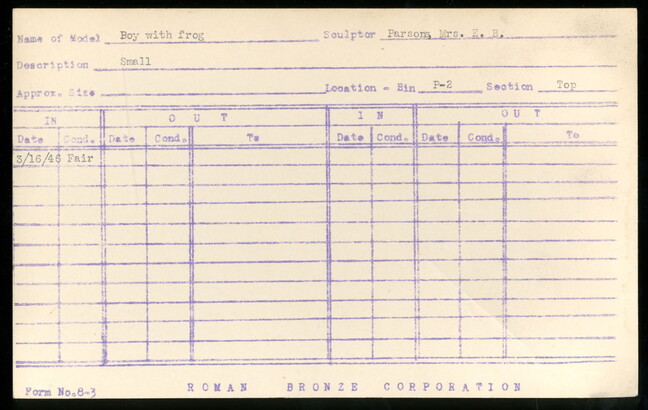 Name of Model Boy with frog Sculptor Parsons, Mrs. E. B.
Description Small
Approx. Size Location - Bin P-2 Section Top
IN OUT IN OUT
Date Cond. Date Cond. To Date Cond. Date Cond. To
3/16/46 Fair
Form No. 8-3 ROMAN BRONZE CORPORATION